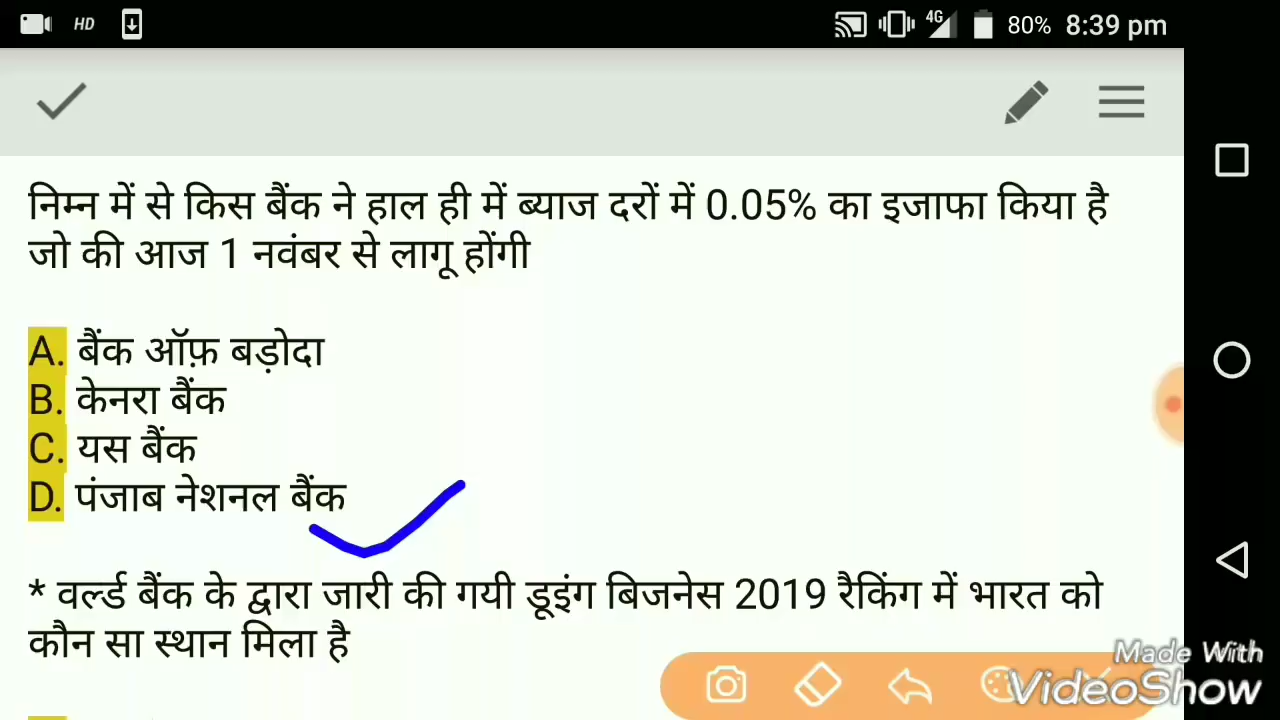 HD
4G
80% 8:39 pm
निम्न में से किस बैंक ने हाल ही में ब्याज दरों में 0.05% का इजाफा किया है
जो की आज 1 नवंबर से लागू होंगी
A. बैंक ऑफ़ बड़ोदा
B. केनरा बैंक
C. यस बैंक
D. पंजाब नेशनल बैंक
* वर्ल्ड बैंक के द्वारा जारी की गयी डूइंग बिजनेस 2019 रैकिंग में भारत को
कौन सा स्थान मिला है
Made With
VideoShow